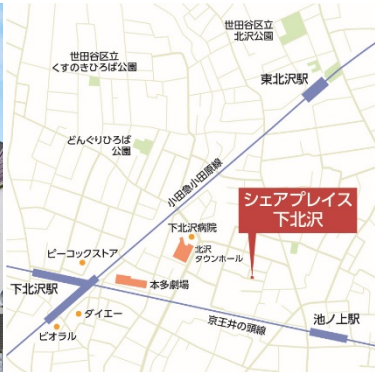 世田谷区立
北沢公園
世田谷区立
くすのきひろば公園
東北沢駅
どんぐりひろば
公園
小田急小田原線
シェアプレイス
下北沢
下北沢病院
北沢
タウンホール
ピーコックストア
本多劇場
下北沢駅
ダイエー
京王井の頭線
池ノ上駅
ビオラル